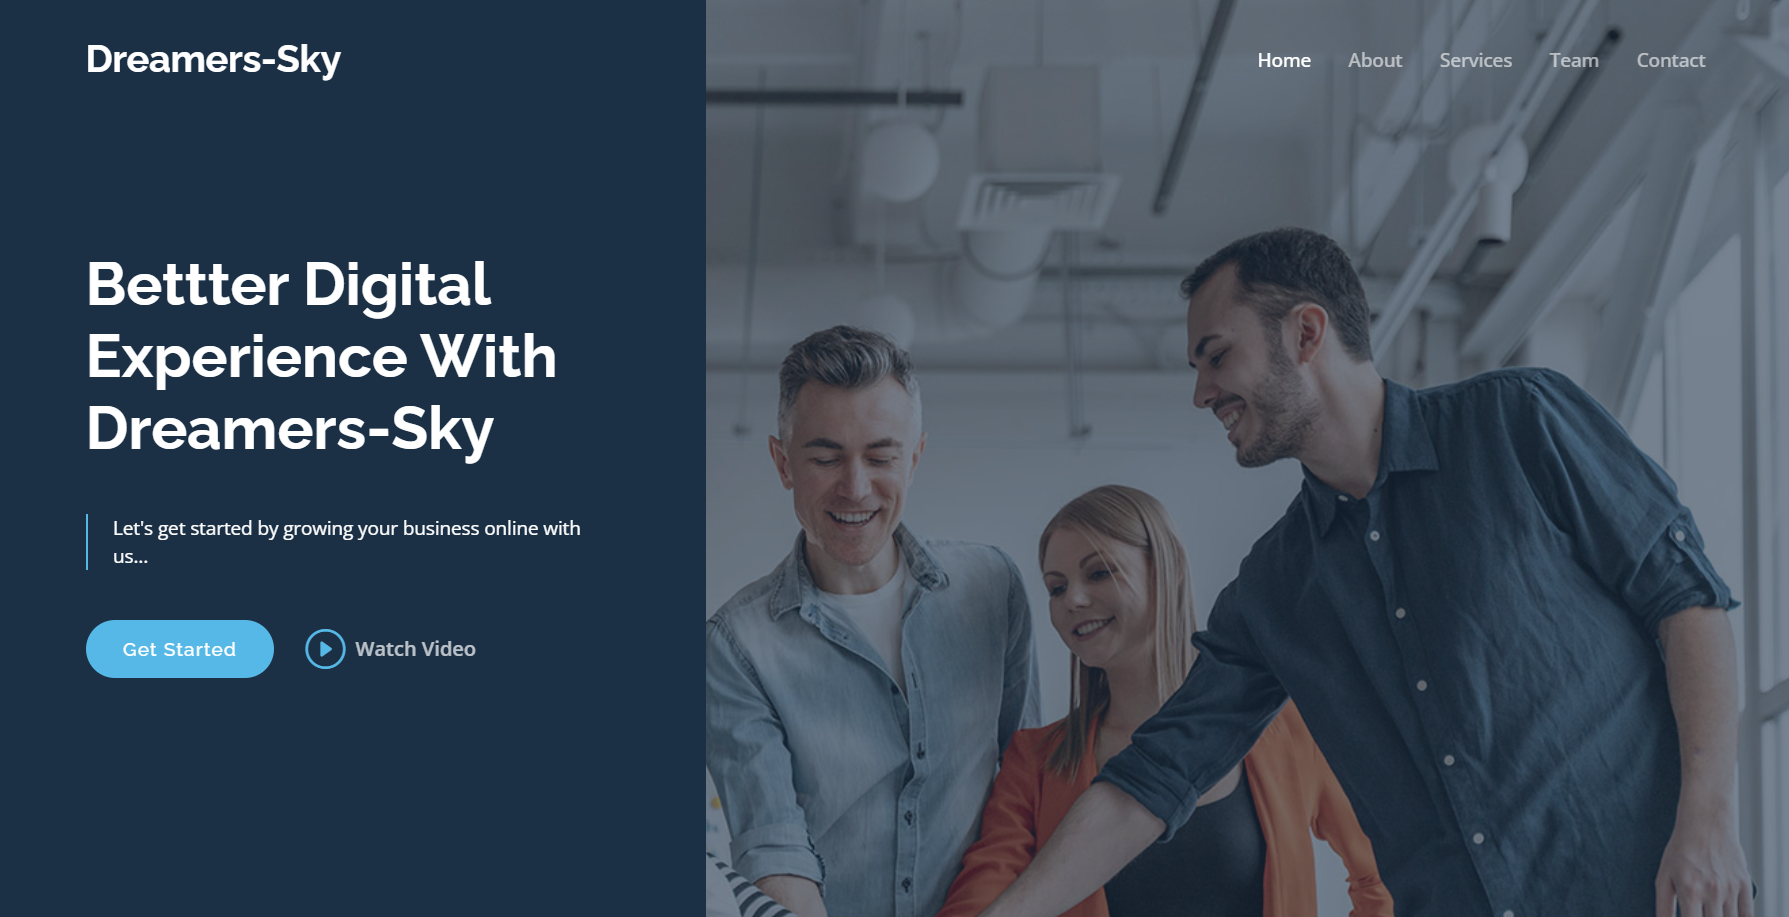 Dreamers-Sky
Home About Services Team Contact
Bettter Digital
Experience With
Dreamers-Sky
Let's get started by growing your business online with
us...
Get Started Watch Video